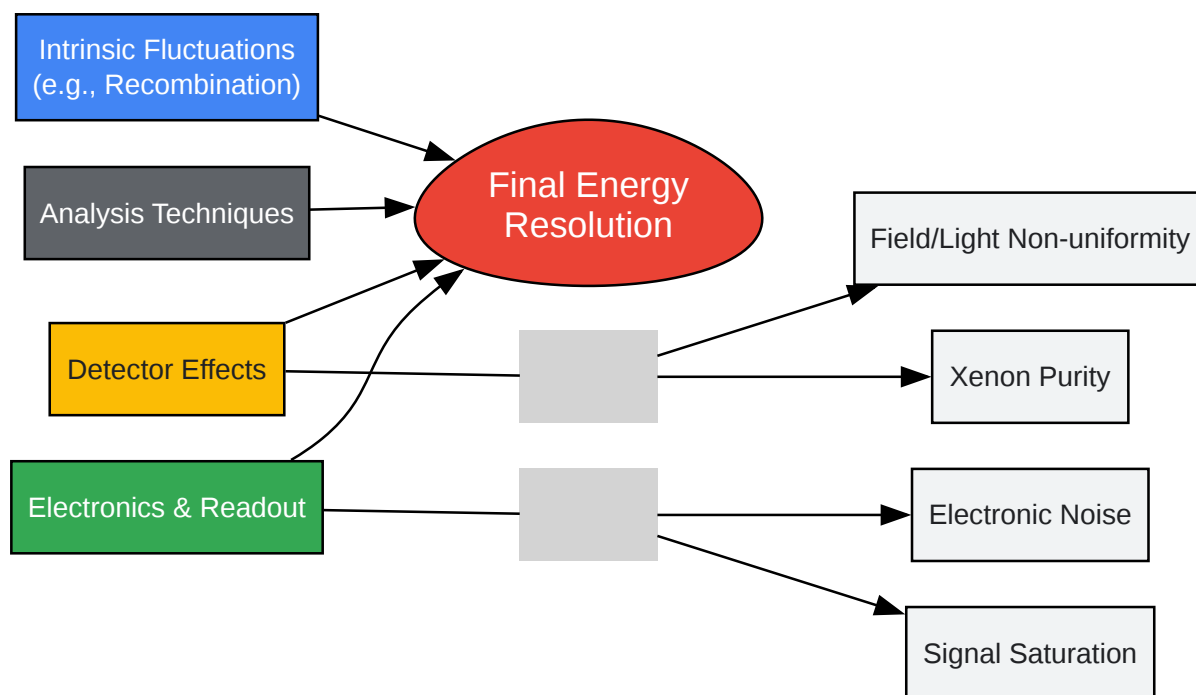 Intrinsic Fluctuations
(e.g., Recombination)
Analysis Techniques
Detector Effects
Electronics & Readout
Final Energy
Resolution
Field/Light Non-uniformity
Xenon Purity
Electronic Noise
Signal Saturation